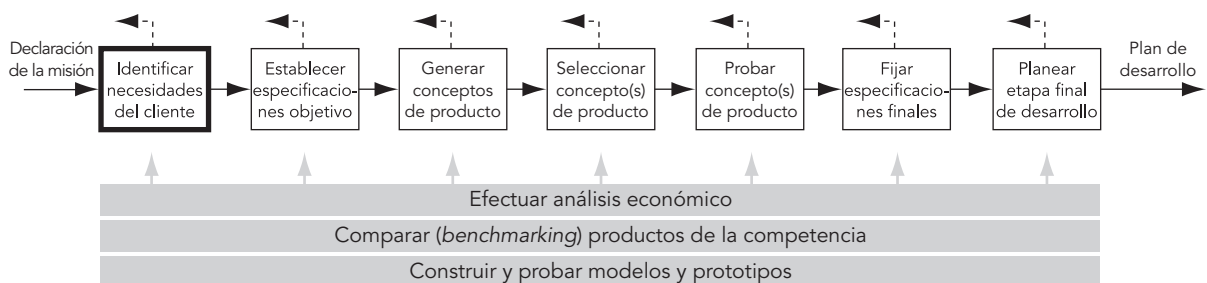 Declaración
de la misión
Identificar
necesidades
del cliente
Establecer
especificacio-
nes objetivo
Generar
conceptos
de producto
Seleccionar
concepto(s)
de producto
Probar
concepto(s)
de producto
Fijar
especificacio-
nes finales
Planear
etapa final
de desarrollo
Plan de
desarrollo
Efectuar análisis económico
Comparar (benchmarking) productos de la competencia
Construir y probar modelos y prototipos